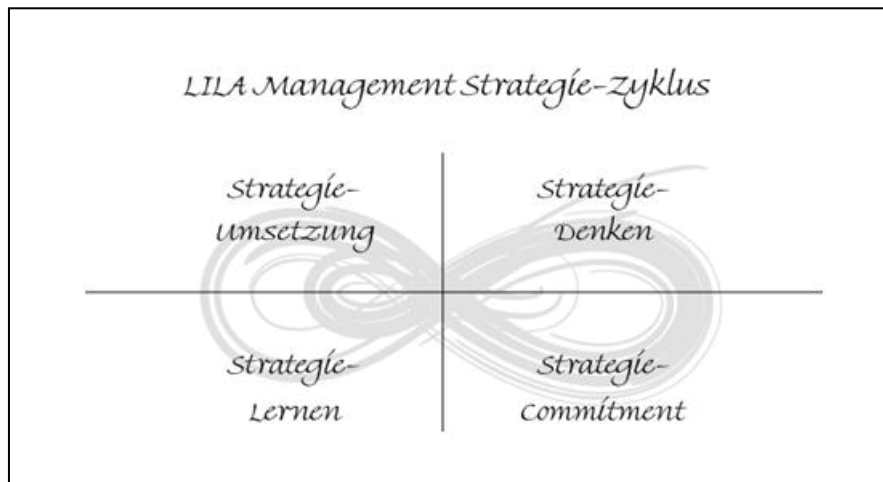 LILA Management Strategie-Zyklus
Strategie-
Umsetzung
Strategie-
Denken
Strategie-
Lernen
Strategie-
Commitment